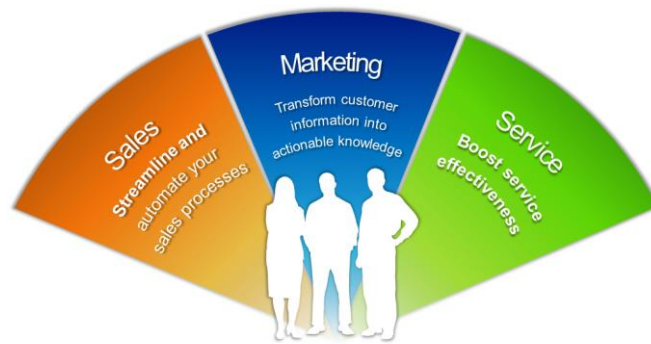 Sales
Streamline and
automate your
sales processes
Marketing
Transform customer
information into
actionable knowledge
Service
Boost service
effectiveness